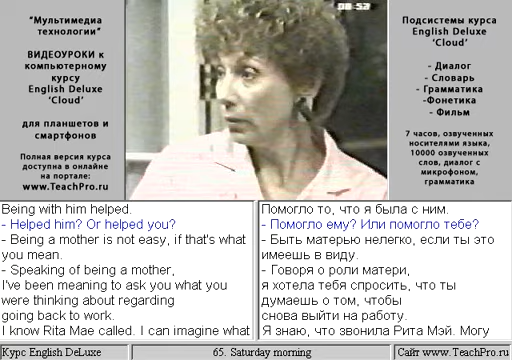 "Мультимедиа
технологии"
ВИДЕОУРОКИ к
компьютерному
курсу
English Deluxe
'Cloud'
для планшетов и
смартфонов
Полная версия курса
доступна в онлайне
на портале:
www.TeachPro.ru
08:52
Подсистемы курса
English Deluxe
'Cloud'
- Диалог
- Словарь
- Грамматика
-Фонетика
- Фильм
7 часов, озвученных
носителями языка,
10000 озвученных
слов, диалог с
микрофоном,
грамматика
Being with him helped.
- Helped him? Or helped you?
- Being a mother is not easy, if that's what
you mean.
- Speaking of being a mother,
I've been meaning to ask you what you
were thinking about regarding
going back to work.
I know Rita Mae called. I can imagine what
Помогло то, что я была с ним.
- Помогло ему? Или помогло тебе?
- Быть матерью нелегко, если ты это
имеешь в виду.
- Говоря о роли матери,
я хотела тебя спросить, что ты
думаешь о том, чтобы
снова выйти на работу.
Я знаю, что звонила Рита Мэй. Могу
Курс English DeLuxe
65. Saturday morning
Сайт www.TeachPro.ru